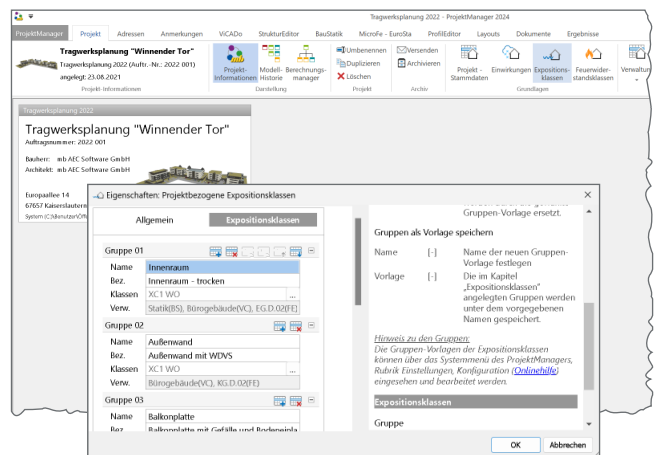 Tragwerksplanung 2022 - ProjektManager 2024
ProjektManager Projekt Adressen Anmerkungen ViCADo StrukturEditor BauStatik MicroFe - EuroSta ProfilEditor Layouts Dokumente Ergebnisse
Tragwerksplanung "Winnender Tor"
Tragwerksplanung 2022 (Auftr.-Nr.: 2022 001)
angelegt: 23.08.2021
Projekt-Informationen
Projekt-Informationen
Modell-Historie
Berechnungs-manager
Darstellung
Umbenennen
Duplizieren
Löschen
Projekt
Versenden
Archivieren
Archiv
Projekt - Stammdaten
Einwirkungen
Expositions-klassen
Feuerwider-standsklassen
Grundlagen
Verwaltun
Tragwerksplanung 2022
Tragwerksplanung "Winnender Tor"
Auftragsnummer: 2022 001
Bauherr: mb AEC Software GmbH
Architekt: mb AEC Software GmbH
Europaallee 14
67657 Kaiserslautern
Eigenschaften: Projektbezogene Expositionsklassen
Allgemein
Expositionsklassen
Gruppe 01
Name Innenraum
Bez. Innenraum - trocken
Klassen XC1 WO ...
Verw. Statik(BS), Bürogebäude(VC), EG.D.02(FE)
Gruppe 02
Name Außenwand
Bez. Außenwand mit WDVS
Klassen XC1 WO ...
Verw. Bürogebäude(VC), KG.D.02(FE)
Gruppe 03
Name Balkonplatte
Bez. Balkonplatte mit Gefälle und Bodeneinla
Gruppen-Vorlage ersetzt.
Gruppen als Vorlage speichern
Name [-] Name der neuen Gruppen-
Vorlage festlegen
Vorlage [-] Die im Kapitel
„Expositionsklassen“
angelegten Gruppen werden
unter dem vorgegebenen
Namen gespeichert.
Hinweis zu den Gruppen:
Die Gruppen-Vorlagen der Expositionsklassen
können über das Systemmenü des ProjektManagers,
Rubrik Einstellungen, Konfiguration (Onlinehilfe)
eingesehen und bearbeitet werden.
Expositionsklassen
Gruppe
OK Abbrechen